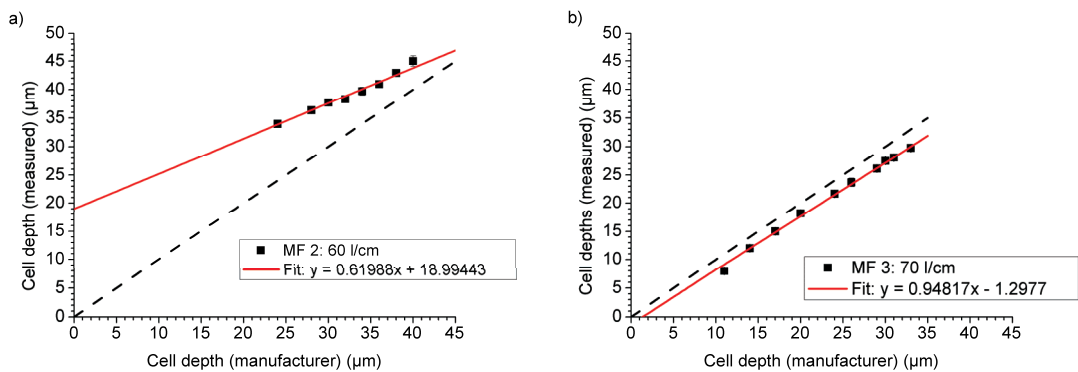 a)
50
45
40
35
30
25
20
15
10
5
0
0 5 10 15 20 25 30 35 40 45
Cell depth (measured) (µm)
Cell depth (manufacturer) (µm)
MF 2: 60 l/cm
Fit: y = 0.61988x + 18.99443
b)
50
45
40
35
30
25
20
15
10
5
0
0 5 10 15 20 25 30 35 40 45
Cell depths (measured) (µm)
Cell depth (manufacturer) (µm)
MF 3: 70 l/cm
Fit: y = 0.94817x - 1.2977